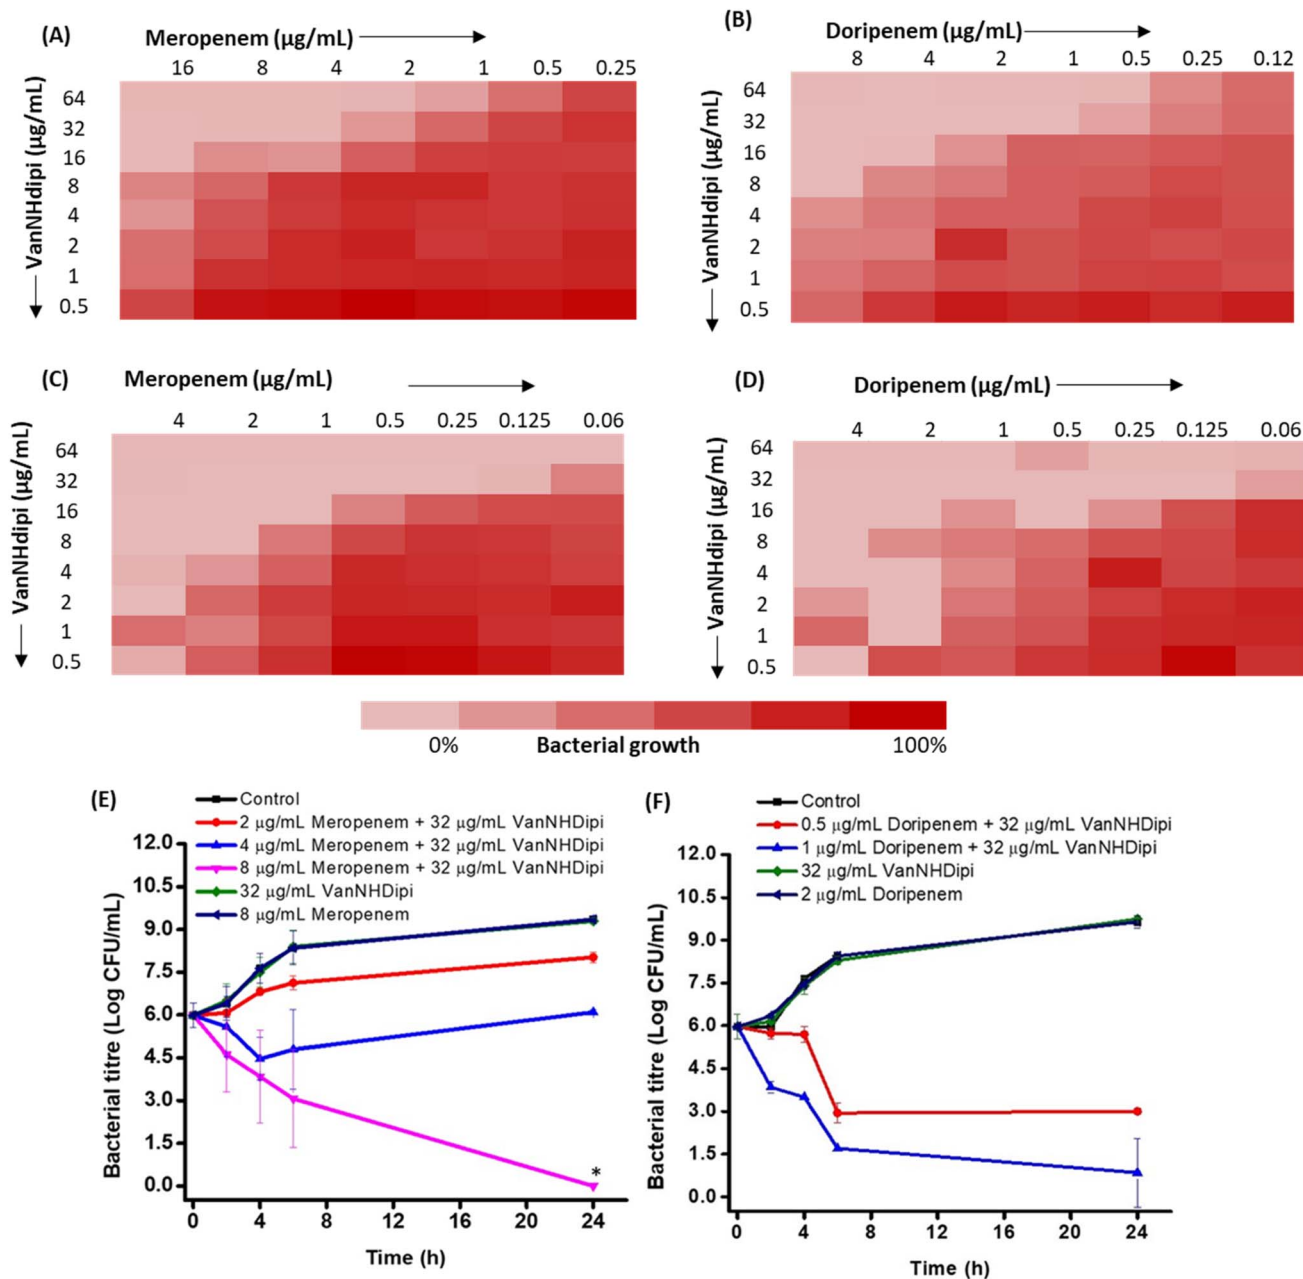 (A)
Meropenem (µg/mL)
16 8 4 2 1 0.5 0.25
VanNHdipi (µg/mL)
64
32
16
8
4
2
1
0.5
(B)
Doripenem (µg/mL)
8 4 2 1 0.5 0.25 0.12
VanNHdipi (µg/mL)
64
32
16
8
4
2
1
0.5
(C)
Meropenem (µg/mL)
4 2 1 0.5 0.25 0.125 0.06
VanNHdipi (µg/mL)
64
32
16
8
4
2
1
0.5
(D)
Doripenem (µg/mL)
4 2 1 0.5 0.25 0.125 0.06
VanNHdipi (µg/mL)
64
32
16
8
4
2
1
0.5
0% Bacterial growth 100%
(E)
Control
2 µg/mL Meropenem + 32 µg/mL VanNHDipi
4 µg/mL Meropenem + 32 µg/mL VanNHDipi
8 µg/mL Meropenem + 32 µg/mL VanNHDipi
32 µg/mL VanNHDipi
8 µg/mL Meropenem
Bacterial titre (Log CFU/mL)
12.0
10.5
9.0
7.5
6.0
4.5
3.0
1.5
0.0
*
0 4 8 12 16 20 24
Time (h)
(F)
Control
0.5 µg/mL Doripenem + 32 µg/mL VanNHDipi
1 µg/mL Doripenem + 32 µg/mL VanNHDipi
32 µg/mL VanNHDipi
2 µg/mL Doripenem
Bacterial titre (Log CFU/mL)
12.0
10.5
9.0
7.5
6.0
4.5
3.0
1.5
0.0
0 4 8 12 16 20 24
Time (h)